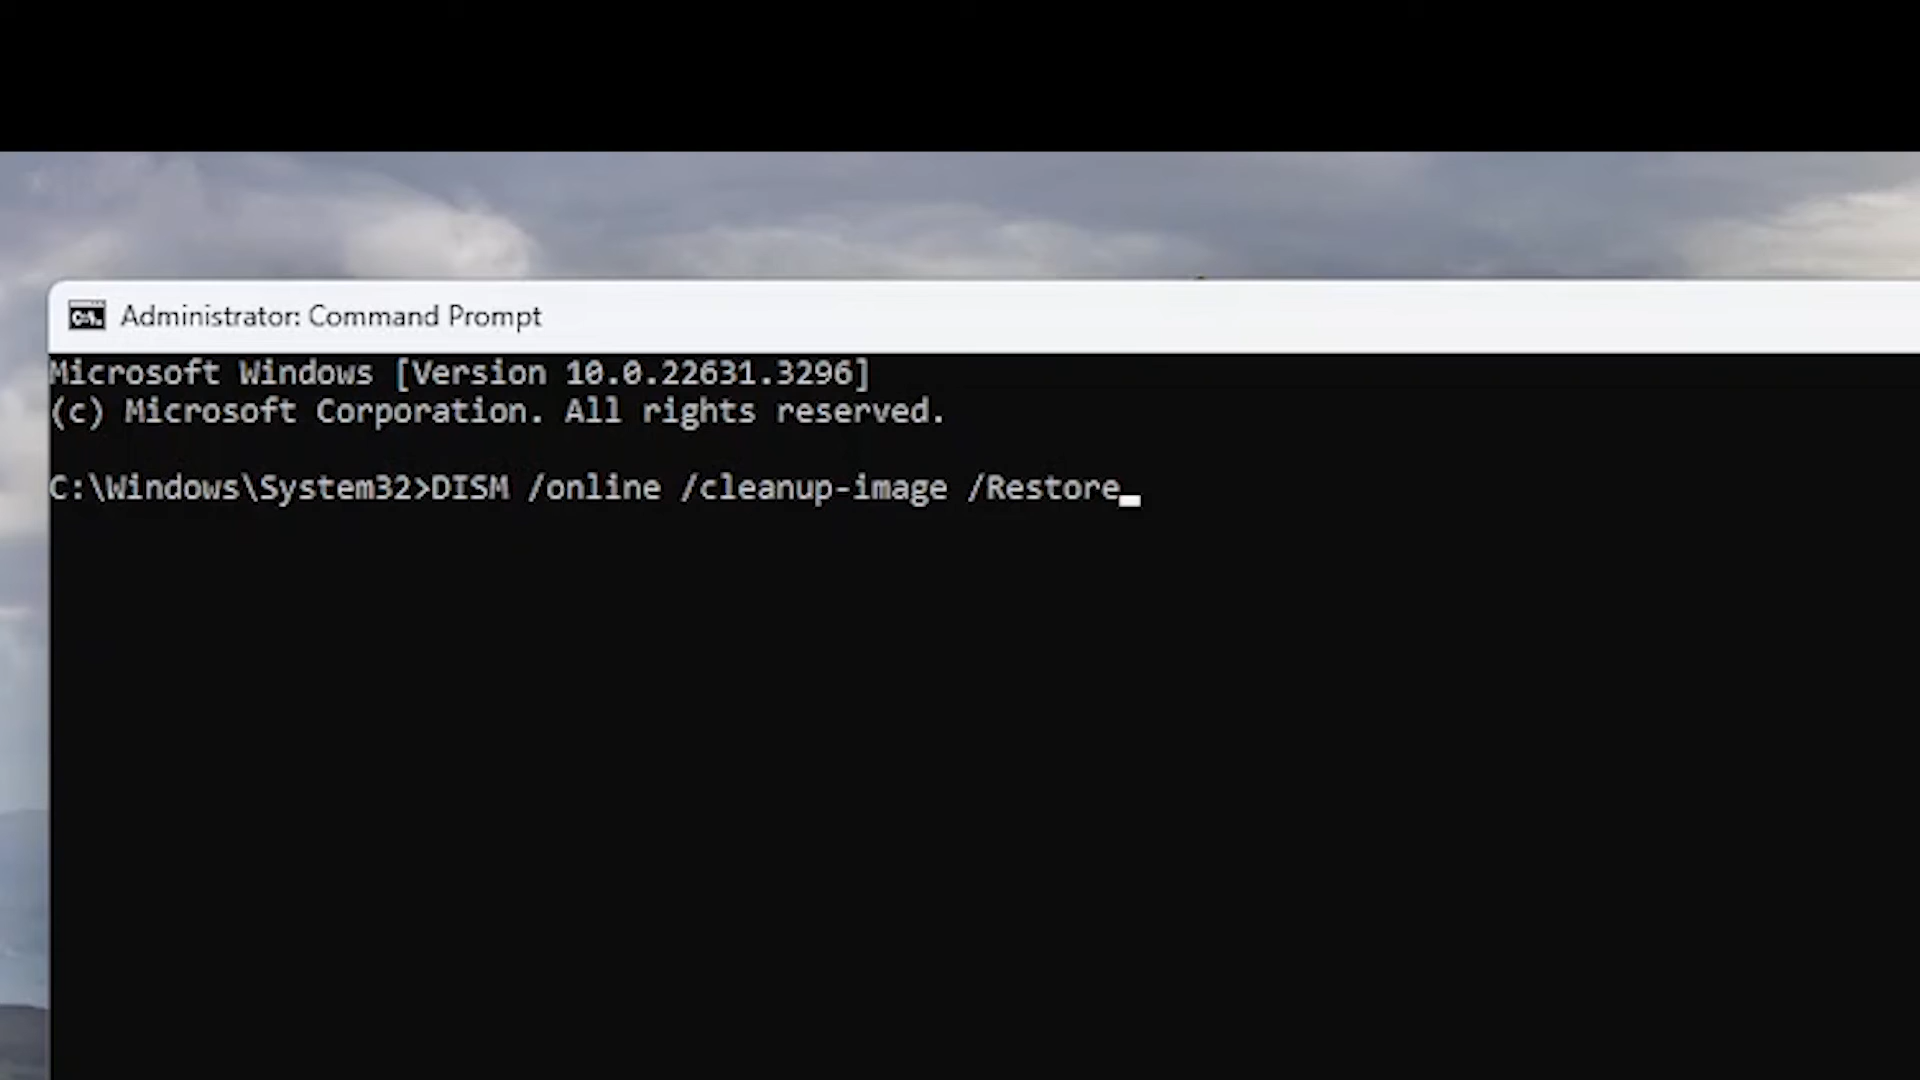 Administrator: Command Prompt
Microsoft Windows [Version 10.0.22631.3296]
(c) Microsoft Corporation. All rights reserved.
C:\Windows\System32>DISM /online /cleanup-image /Restore